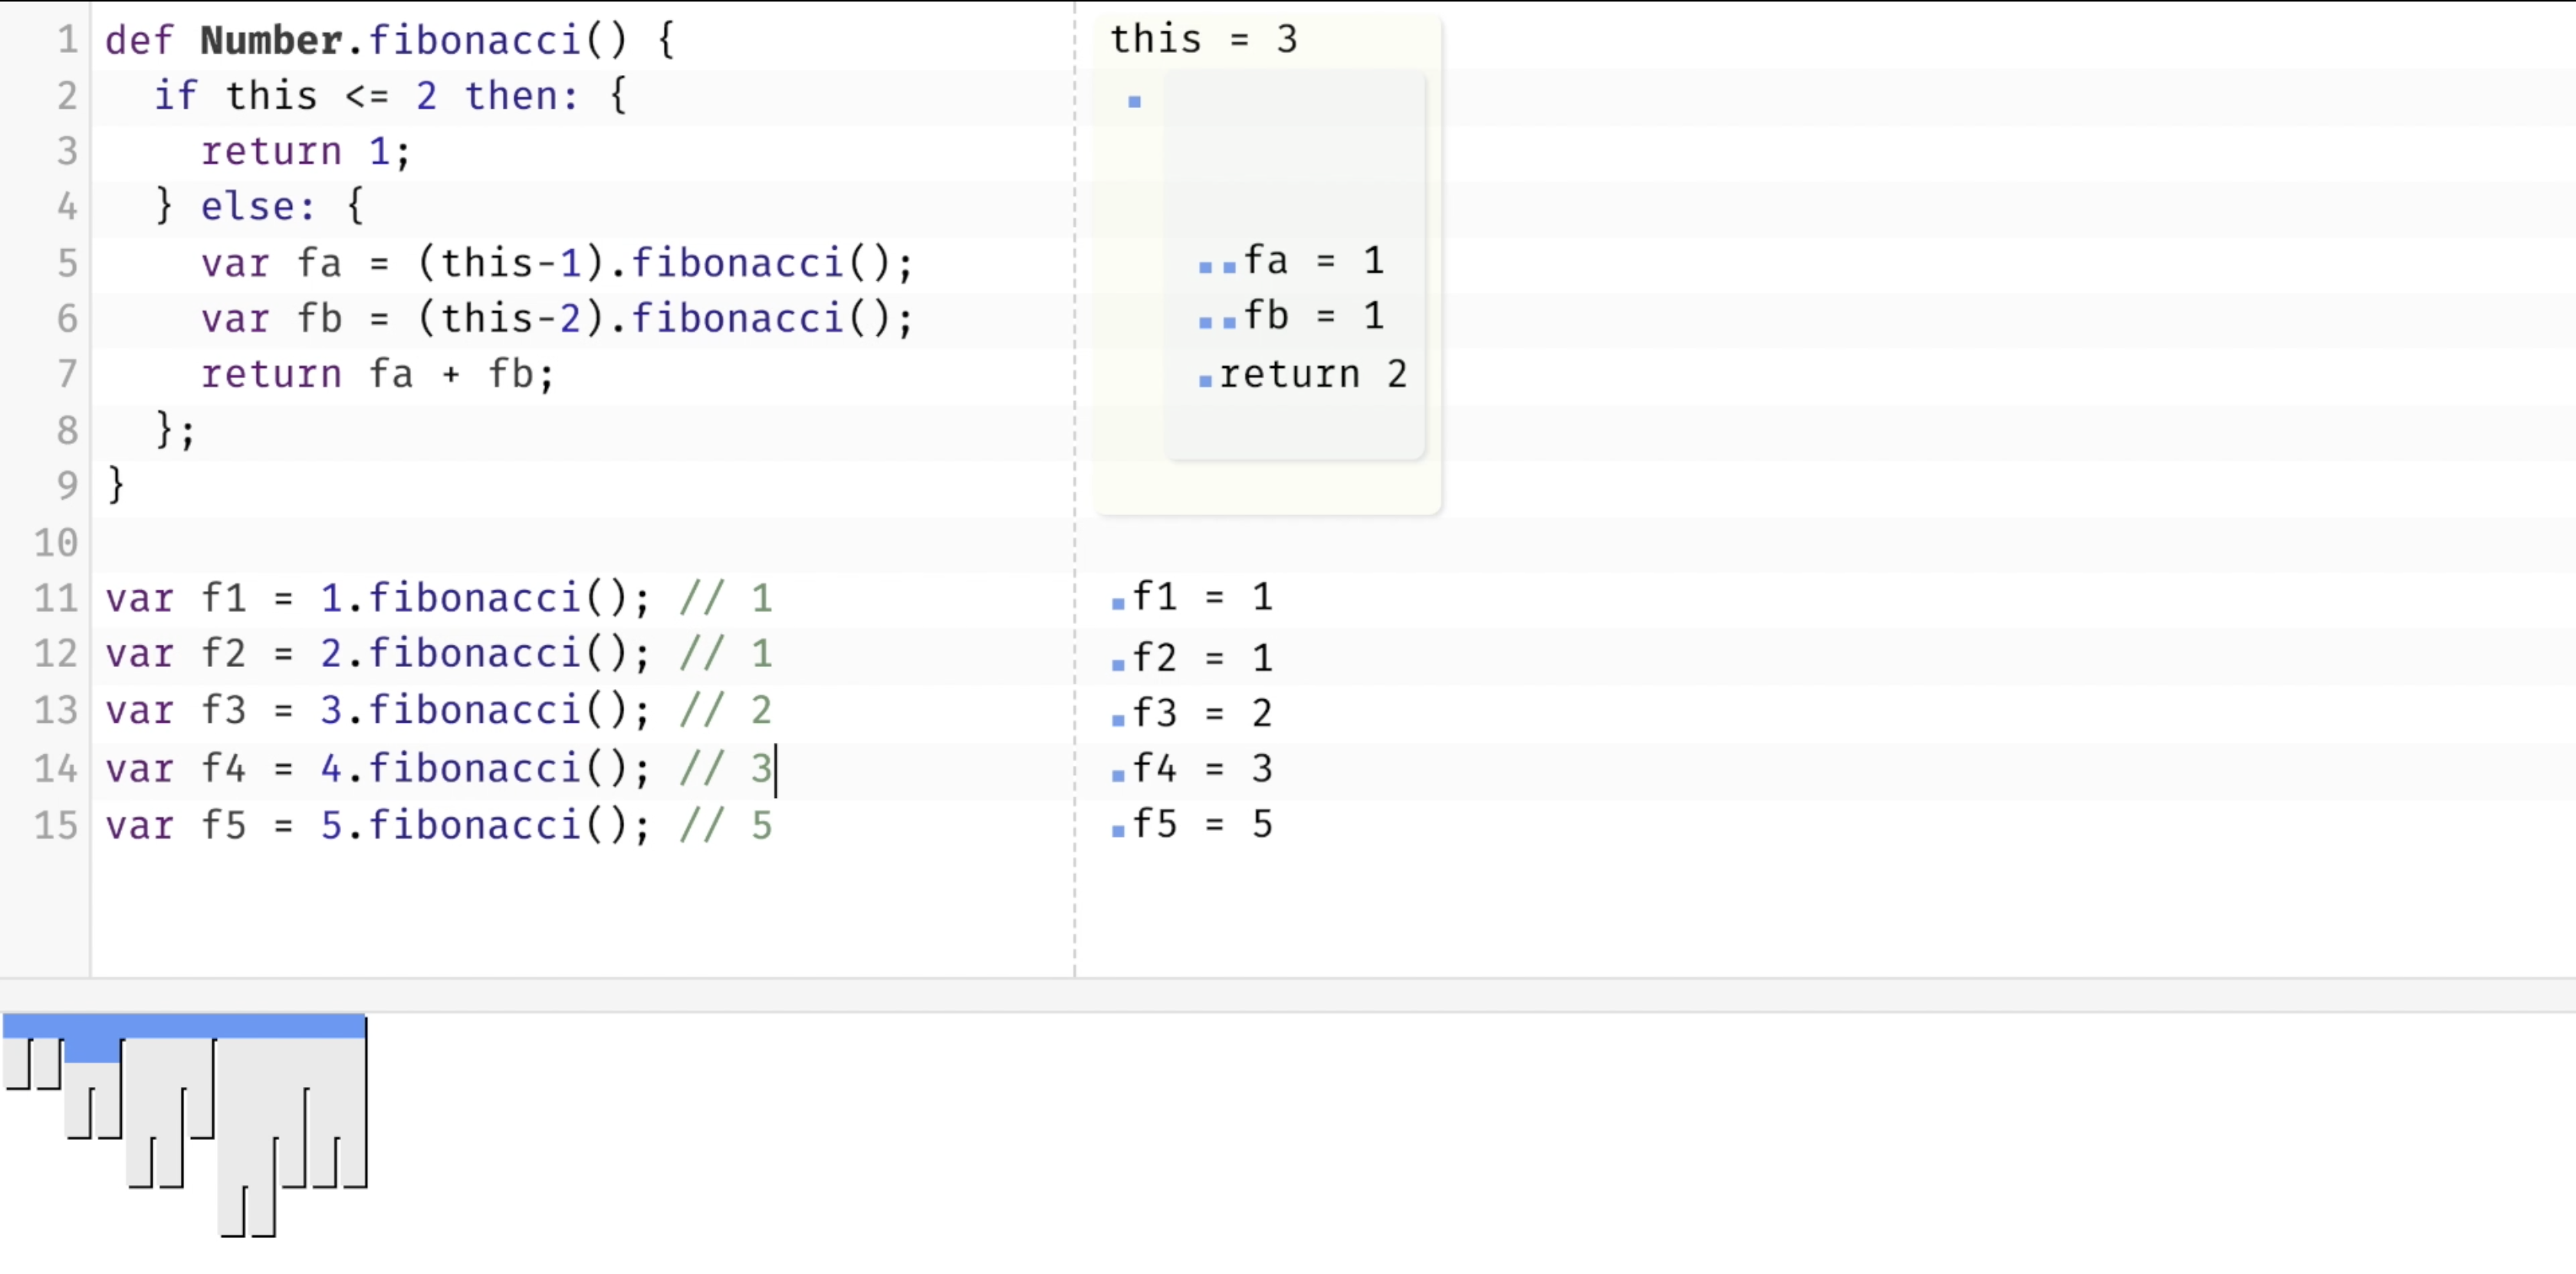 1 def Number.fibonacci() { this = 3
2 if this <= 2 then: {
3 return 1;
4 } else: {
5 var fa = (this-1).fibonacci(); fa = 1
6 var fb = (this-2).fibonacci(); fb = 1
7 return fa + fb; return 2
8 };
9 }
10
11 var f1 = 1.fibonacci(); // 1 f1 = 1
12 var f2 = 2.fibonacci(); // 1 f2 = 1
13 var f3 = 3.fibonacci(); // 2 f3 = 2
14 var f4 = 4.fibonacci(); // 3 f4 = 3
15 var f5 = 5.fibonacci(); // 5 f5 = 5